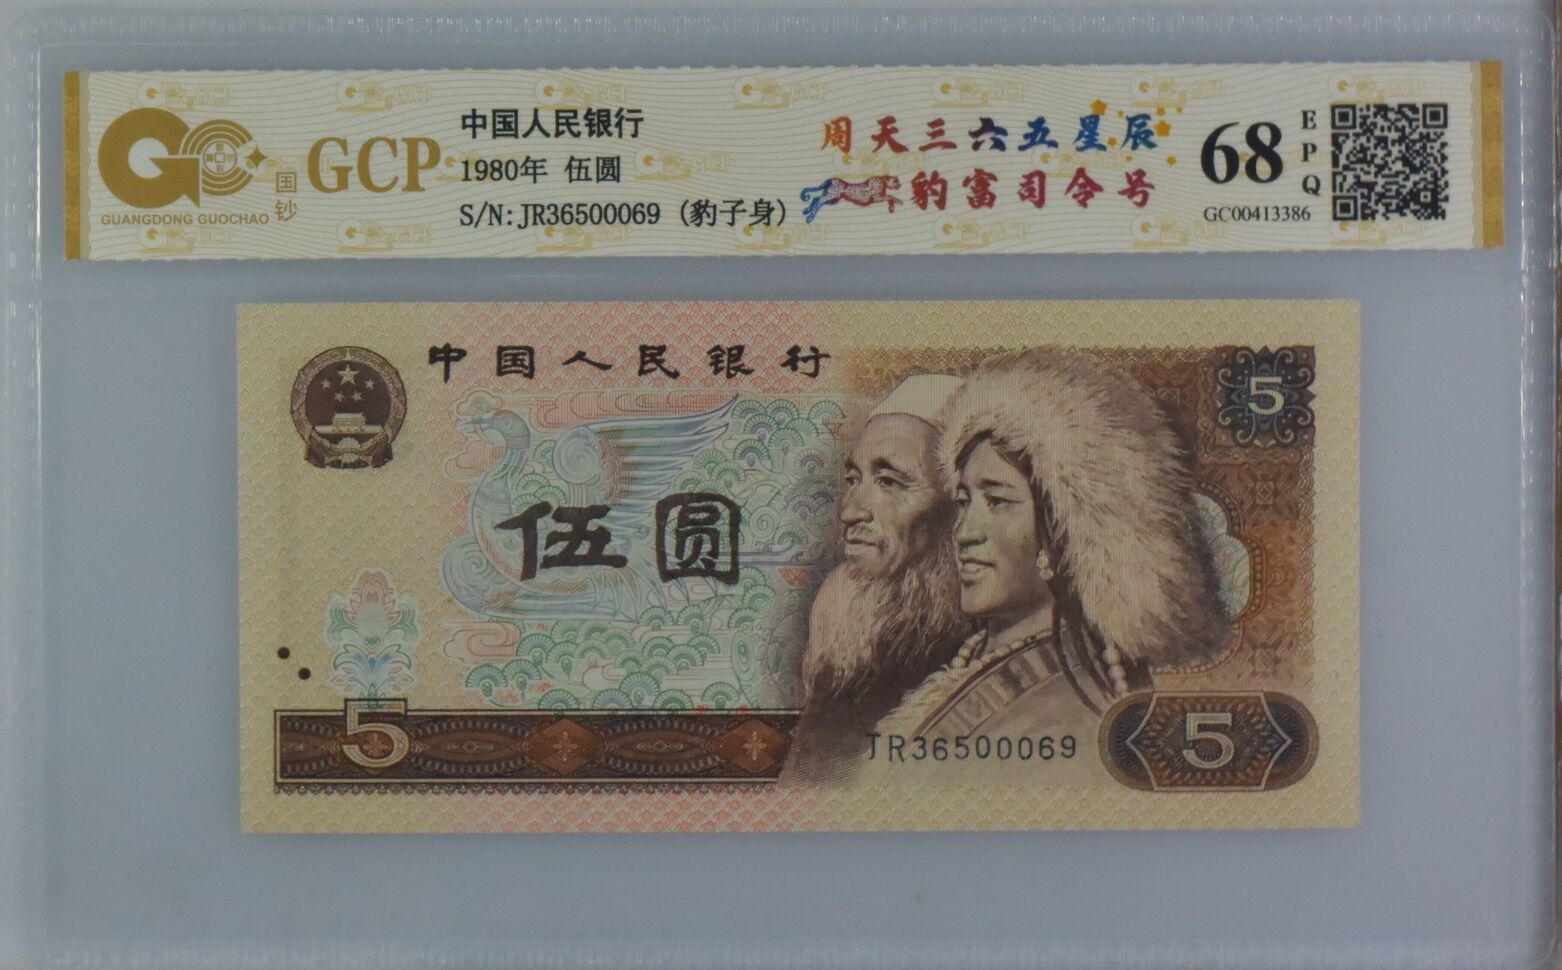 GCP
国
钞
GUANGDONG GUOCHAO
中国人民银行
1980年 伍圆
S/N: JR36500069 (豹子身)
周天三六五星辰
豹富司令号
68
E
P
Q
GC00413386
中国人民银行
5
伍圆
5
JR36500069
5